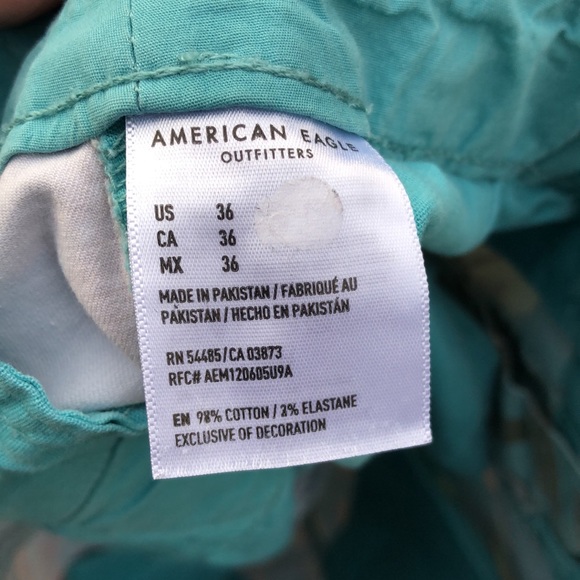 AMERICAN EAGLE
OUTFITTERS
US 36
CA 36
MX 36
MADE IN PAKISTAN / FABRIQUÉ AU
PAKISTAN / HECHO EN PAKISTÁN
RN 54485/CA 03873
RFC# AEM120605U9A
EN 98% COTTON / 2% ELASTANE
EXCLUSIVE OF DECORATION